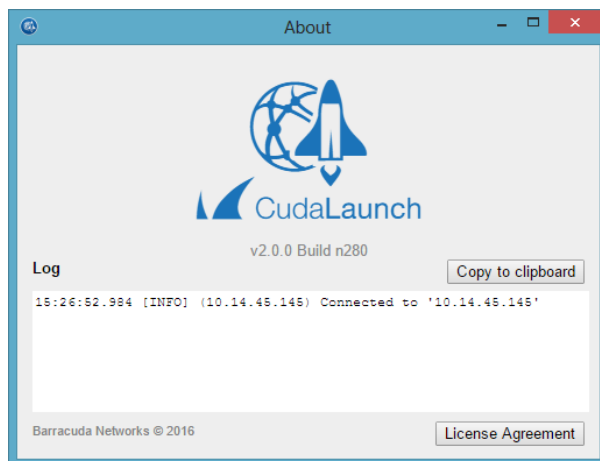 About
CudaLaunch
v2.0.0 Build n280
Log
Copy to clipboard
15:26:52.984 [INFO] (10.14.45.145) Connected to '10.14.45.145'
Barracuda Networks © 2016
License Agreement